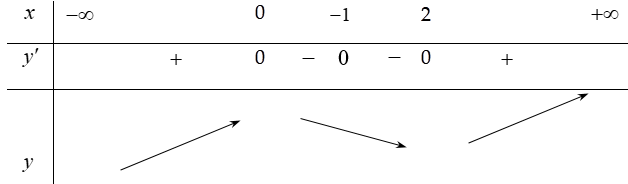 x −∞ 0 −1 2 +∞
y′ + 0 − 0 − 0 +
y